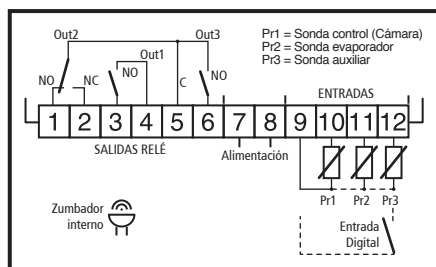 Out2
Out3
Pr1 = Sonda control (Cámara)
Pr2 = Sonda evaporador
Pr3 = Sonda auxiliar
Out1
NO
NC
NO
C
NO
ENTRADAS
1 2 3 4 5 6 7 8 9 10 11 12
SALIDAS RELÉ
Alimentación
Pr1 Pr2 Pr3
Zumbador
interno
Entrada
Digital